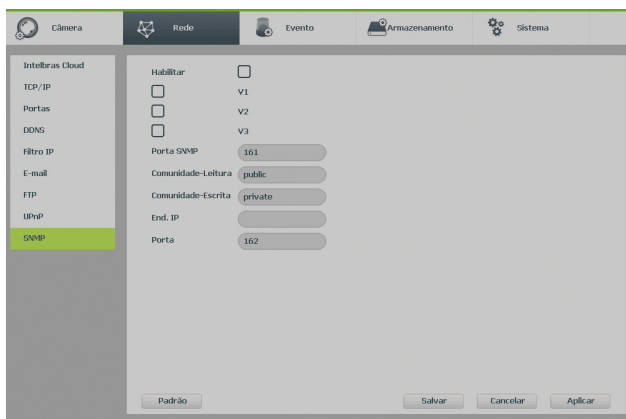 Câmera Rede Evento Armazenamento Sistema
Intelbras Cloud
TCP/IP
Portas
DDNS
Filtro IP
E-mail
FTP
UPnP
SNMP
Habilitar
V1
V2
V3
Porta SNMP 161
Comunidade-Leitura public
Comunidade-Escrita private
End. IP
Porta 162
Padrão Salvar Cancelar Aplicar